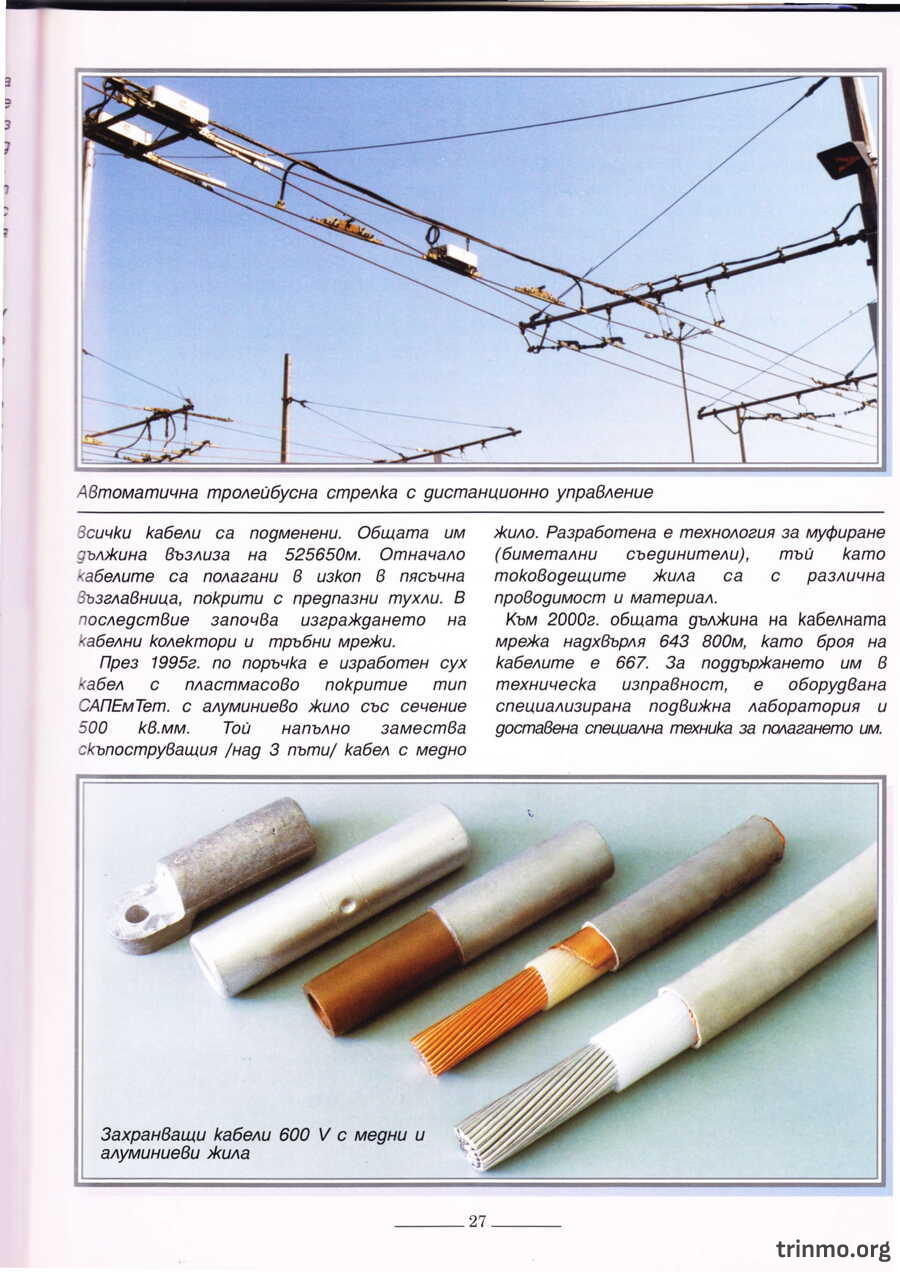 Автоматична тролейбусна стрелка с дистанционно управление
всички кабели са подменени. Общата им
дължина възлиза на 525650м. Отначало
кабелите са полагани в изкоп в пясъчна
възглавница, покрити с предпазни тухли. В
последствие започва изграждането на
кабелни колектори и тръбни мрежи.
През 1995г. по поръчка е изработен сух
кабел с пластмасово покритие тип
САПЕмТет. с алуминиево жило със сечение
500 кв.мм. Той напълно замества
скъпоструващия /над 3 пъти/ кабел с медно
жило. Разработена е технология за муфиране
(биметални съединители), тъй като
тоководещите жила са с различна
проводимост и материал.
Към 2000г. общата дължина на кабелната
мрежа надхвърля 643 800м, като броя на
кабелите е 667. За поддържането им в
техническа изправност, е оборудвана
специализирана подвижна лаборатория и
доставена специална техника за полагането им.
Захранващи кабели 600 V с медни и
алуминиеви жила
27
trinmo.org